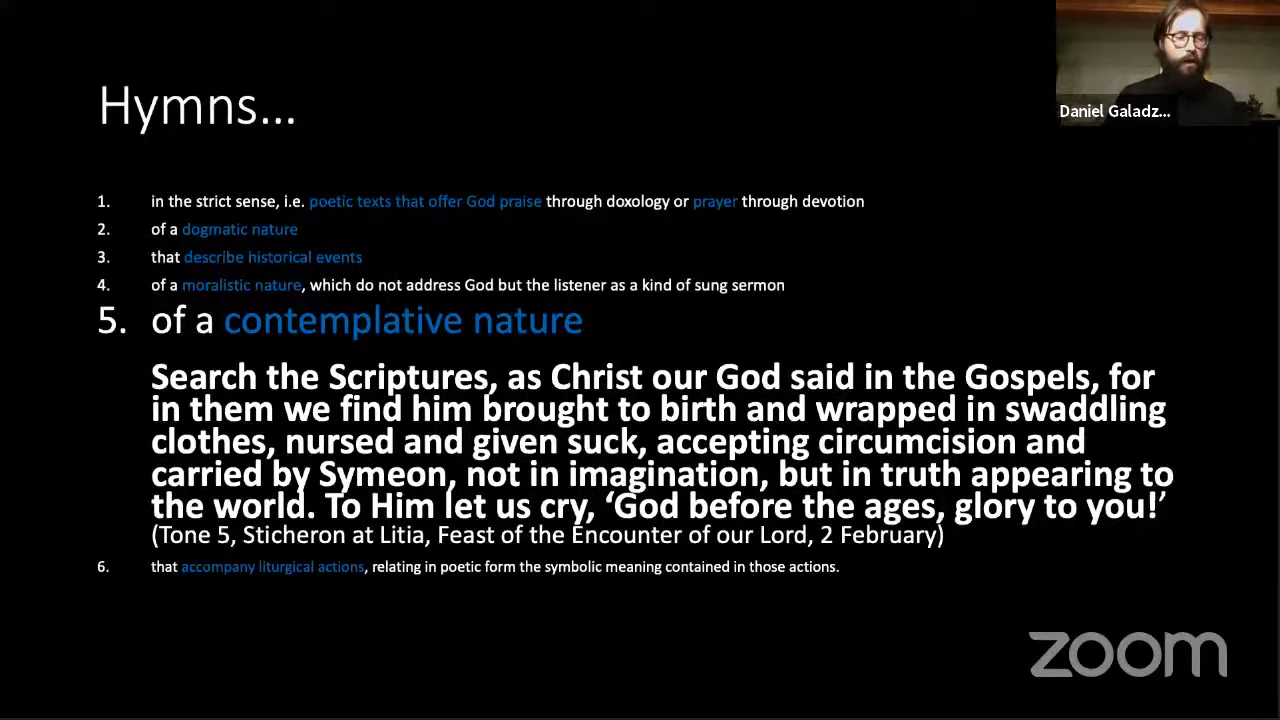 Hymns...
Daniel Galadz...
1. in the strict sense, i.e. poetic texts that offer God praise through doxology or prayer through devotion
2. of a dogmatic nature
3. that describe historical events
4. of a moralistic nature, which do not address God but the listener as a kind of sung sermon
5. of a contemplative nature
Search the Scriptures, as Christ our God said in the Gospels, for
in them we find him brought to birth and wrapped in swaddling
clothes, nursed and given suck, accepting circumcision and
carried by Symeon, not in imagination, but in truth appearing to
the world. To Him let us cry, ‘God before the ages, glory to you!’
(Tone 5, Sticheron at Litia, Feast of the Encounter of our Lord, 2 February)
6. that accompany liturgical actions, relating in poetic form the symbolic meaning contained in those actions.
zoom